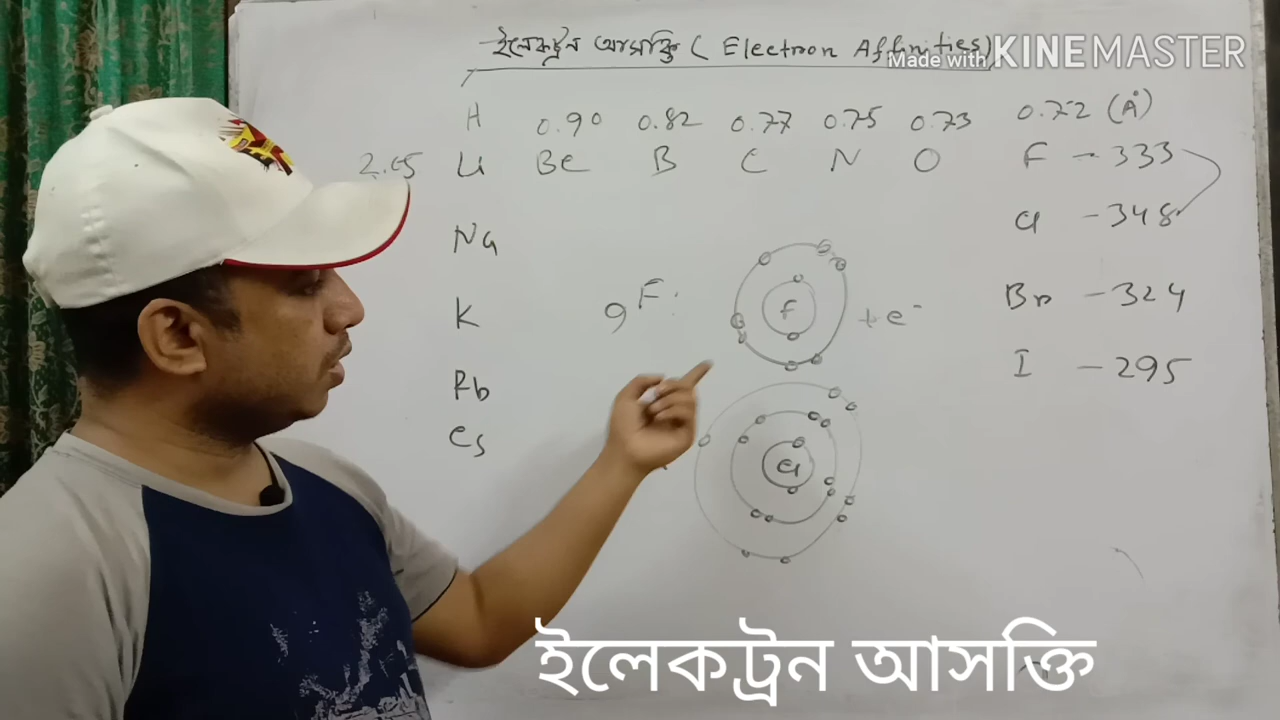 ইলেকট্রন আসক্তি ( Electron Affinities)
Made with KINEMASTER
H 0.90 0.82 0.77 0.75 0.73 0.72 (Å)
Li Be B C N O F -333
Cl -348
Na
9F: F + e⁻
Br -324
K
I -295
Rb
Cs
Cl
ইলেকট্রন আসক্তি